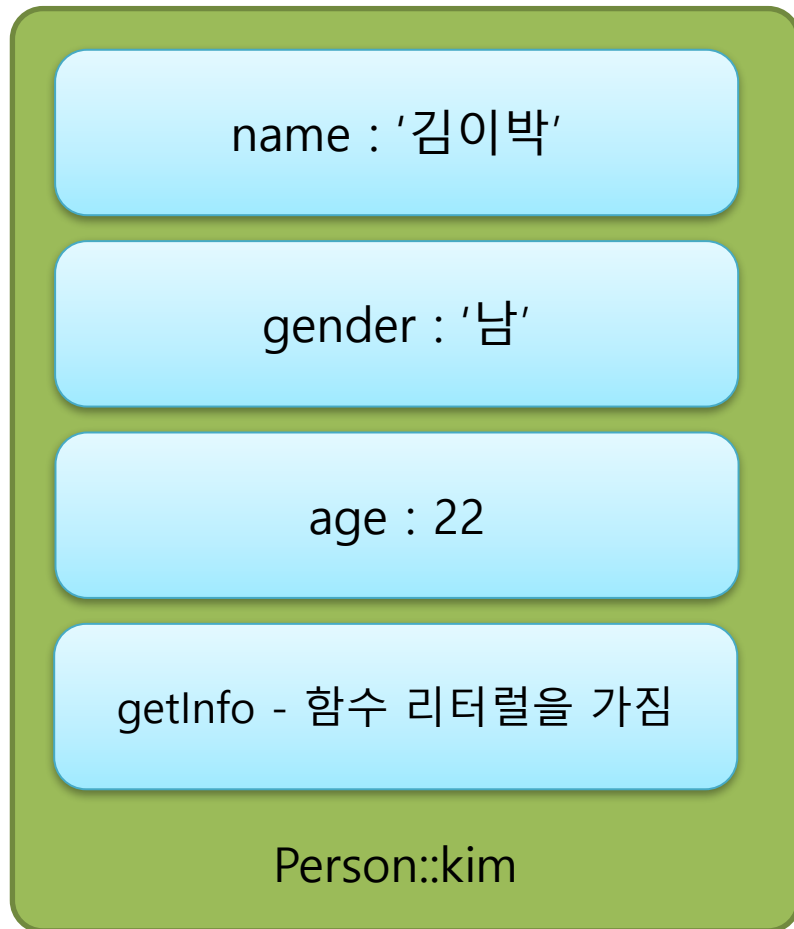 name : '김이박'
gender : '남'
age : 22
getInfo - 함수 리터럴을 가짐
Person::kim